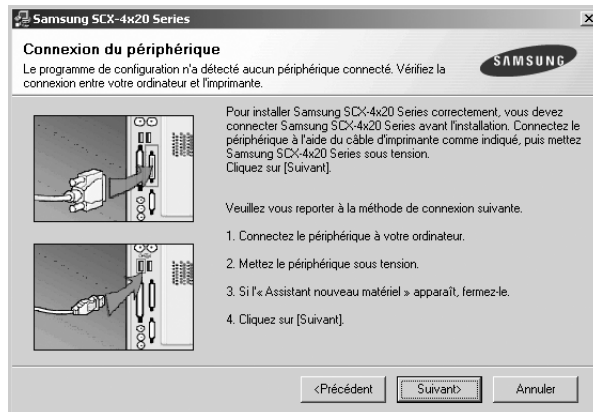 Samsung SCX-4x20 Series
Connexion du périphérique
Le programme de configuration n'a détecté aucun périphérique connecté. Vérifiez la
connexion entre votre ordinateur et l'imprimante.
SAMSUNG
Pour installer Samsung SCX-4x20 Series correctement, vous devez
connecter Samsung SCX-4x20 Series avant l'installation. Connectez le
périphérique à l'aide du câble d'imprimante comme indiqué, puis mettez
Samsung SCX-4x20 Series sous tension.
Cliquez sur [Suivant].
Veuillez vous reporter à la méthode de connexion suivante.
1. Connectez le périphérique à votre ordinateur.
2. Mettez le périphérique sous tension.
3. Si l'« Assistant nouveau matériel » apparaît, fermez-le.
4. Cliquez sur [Suivant].
<Précédent
Suivant>
Annuler